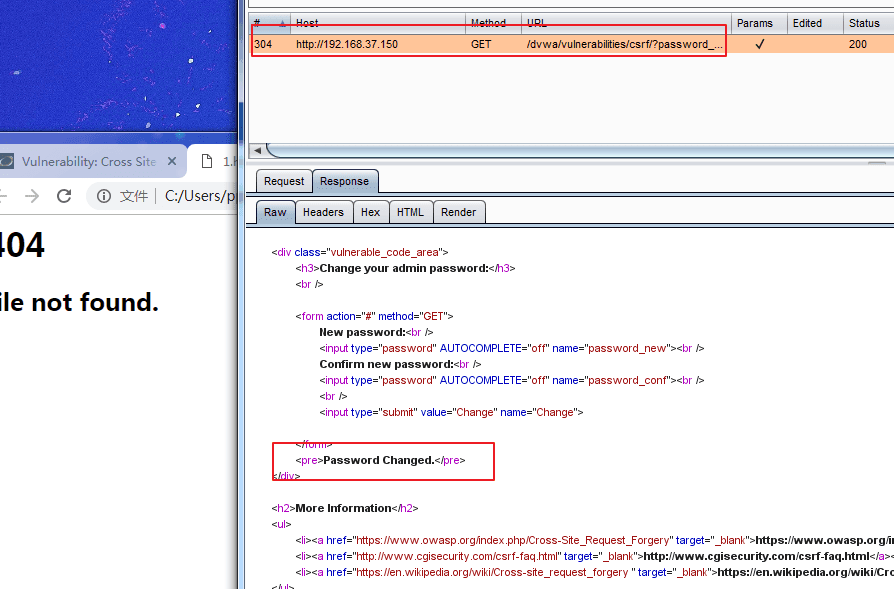 # Host Method URL Params Edited Status
304 http://192.168.37.150 GET /dvwa/vulnerabilities/csrf/?password_... ✓ 200
Vulnerability: Cross Site
文件 | C:/Users/p
404
ile not found.
Request Response
Raw Headers Hex HTML Render
<div class="vulnerable_code_area">
<h3>Change your admin password:</h3>
<br />
<form action="#" method="GET">
New password:<br />
<input type="password" AUTOCOMPLETE="off" name="password_new"><br />
Confirm new password:<br />
<input type="password" AUTOCOMPLETE="off" name="password_conf"><br />
<br />
<input type="submit" value="Change" name="Change">
</form>
<pre>Password Changed.</pre>
</div>
<h2>More Information</h2>
<ul>
<li><a href="https://www.owasp.org/index.php/Cross-Site_Request_Forgery" target="_blank">https://www.owasp.org/i
<li><a href="http://www.cgisecurity.com/csrf-faq.html" target="_blank">http://www.cgisecurity.com/csrf-faq.html</a><
<li><a href="https://en.wikipedia.org/wiki/Cross-site_request_forgery " target="_blank">https://en.wikipedia.org/wiki/Cro
</ul>